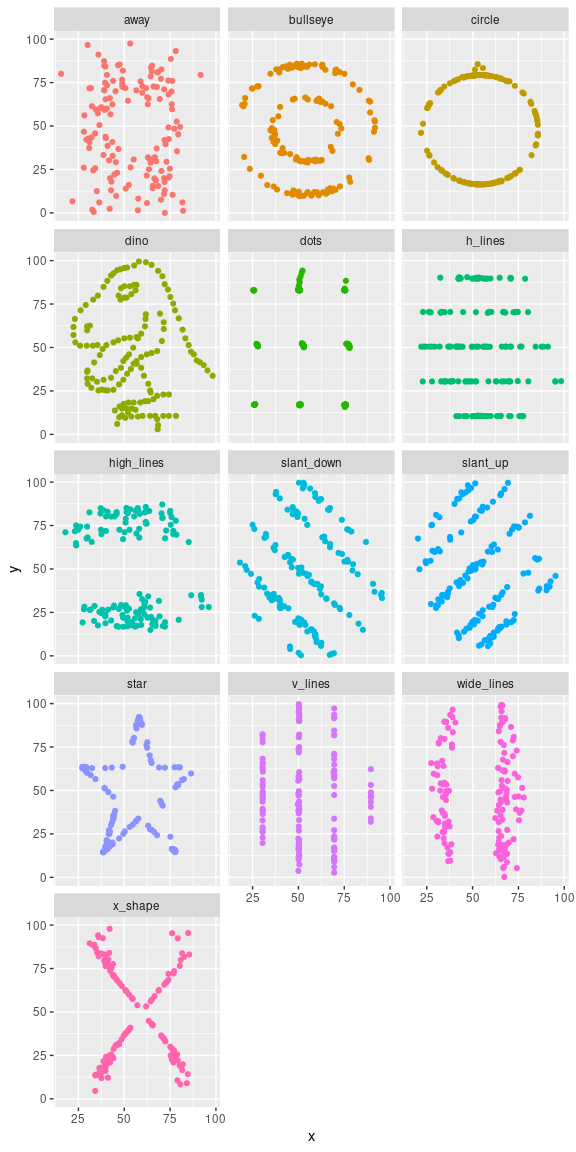 away bullseye circle
100
75
50
25
0
dino dots h_lines
100
75
50
25
0
high_lines slant_down slant_up
100
75
50
25
0
y
star v_lines wide_lines
100
75
50
25
0
25 50 75 100 25 50 75 100
x_shape
100
75
50
25
0
25 50 75 100
x